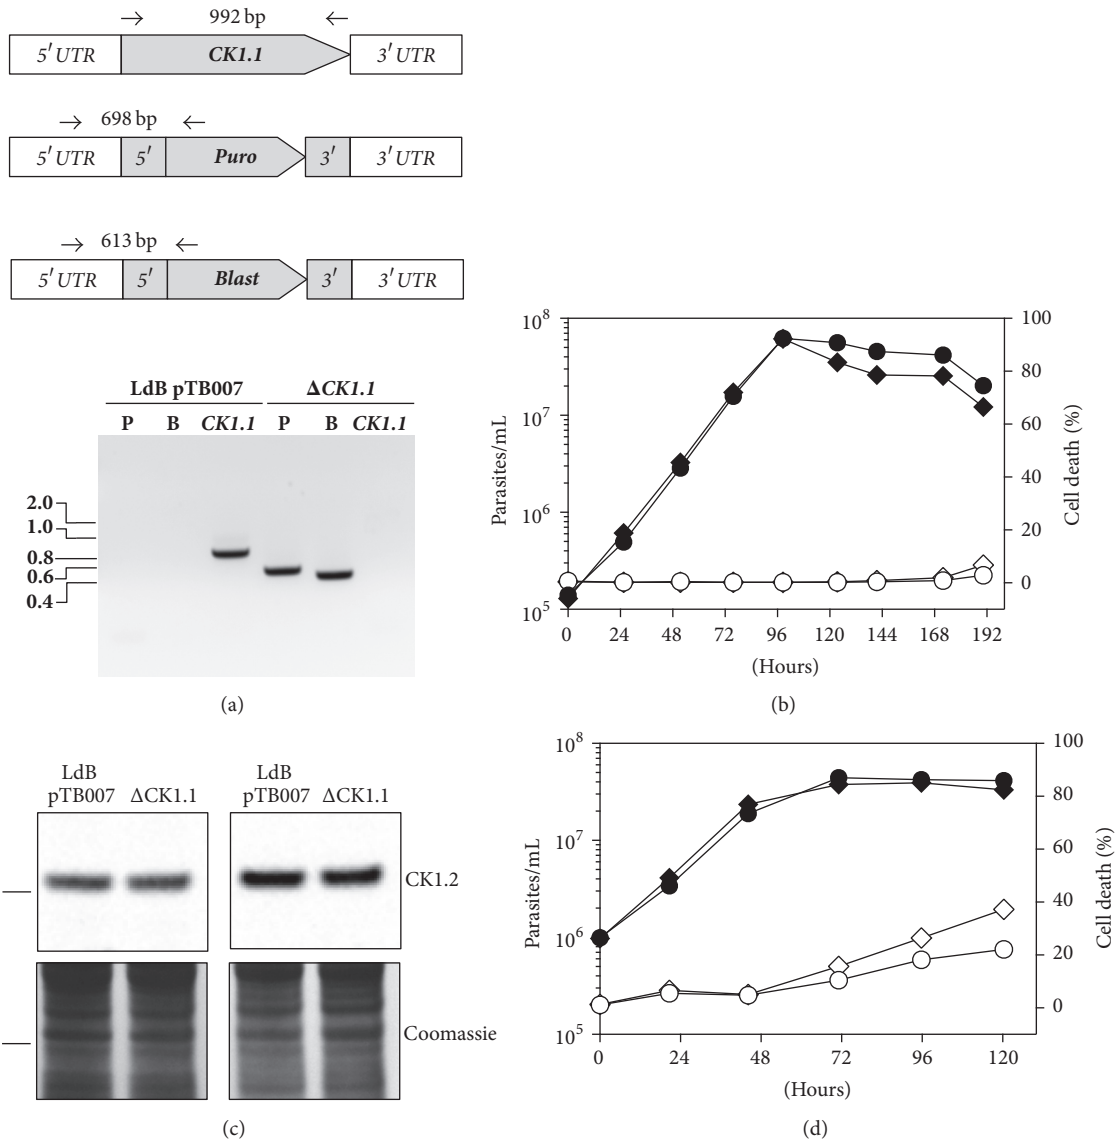 992 bp
5′ UTR CK1.1 3′ UTR
698 bp
5′ UTR 5′ Puro 3′ 3′ UTR
613 bp
5′ UTR 5′ Blast 3′ 3′ UTR
LdB pTB007 ΔCK1.1
P B CK1.1 P B CK1.1
2.0
1.0
0.8
0.6
0.4
(a)
10⁸
10⁷
10⁶
10⁵
Parasites/mL
100
80
60
40
20
0
Cell death (%)
0 24 48 72 96 120 144 168 192
(Hours)
(b)
LdB
pTB007 ΔCK1.1
LdB
pTB007 ΔCK1.1
CK1.2
Coomassie
(c)
10⁸
10⁷
10⁶
10⁵
Parasites/mL
100
80
60
40
20
0
Cell death (%)
0 24 48 72 96 120
(Hours)
(d)